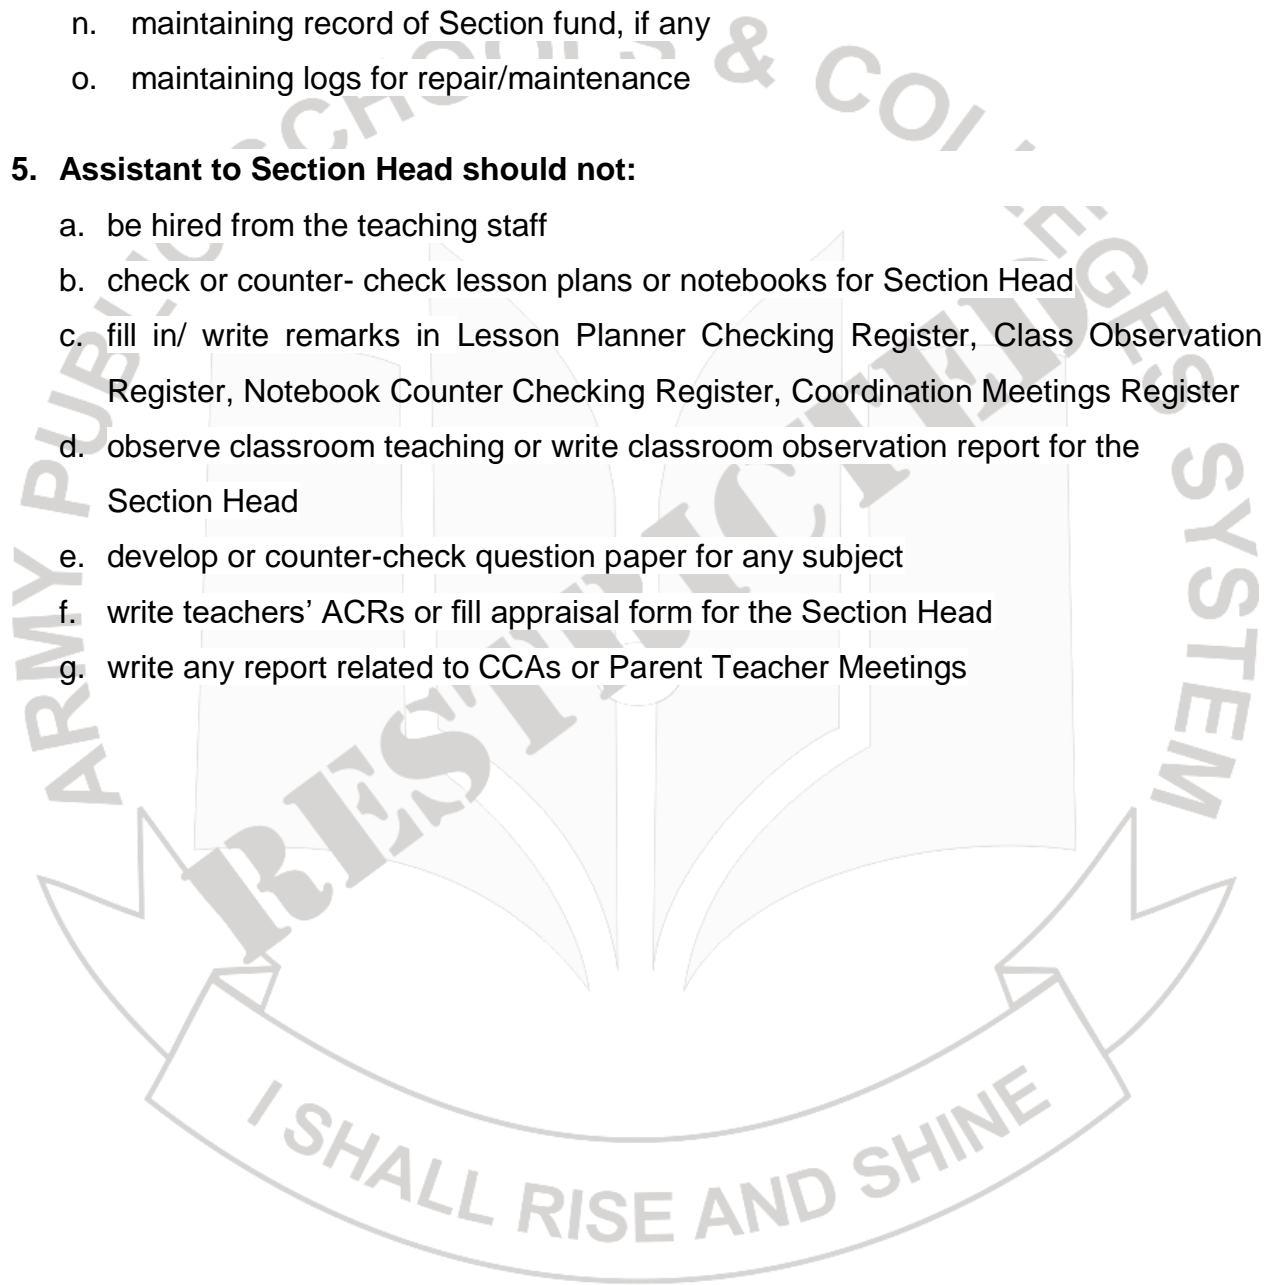 n. maintaining record of Section fund, if any
o. maintaining logs for repair/maintenance
5. Assistant to Section Head should not:
a. be hired from the teaching staff
b. check or counter- check lesson plans or notebooks for Section Head
c. fill in/ write remarks in Lesson Planner Checking Register, Class Observation
Register, Notebook Counter Checking Register, Coordination Meetings Register
d. observe classroom teaching or write classroom observation report for the
Section Head
e. develop or counter-check question paper for any subject
f. write teachers’ ACRs or fill appraisal form for the Section Head
g. write any report related to CCAs or Parent Teacher Meetings
ARMY PUBLIC SCHOOLS & COLLEGES SYSTEM
RESTRICTED
I SHALL RISE AND SHINE